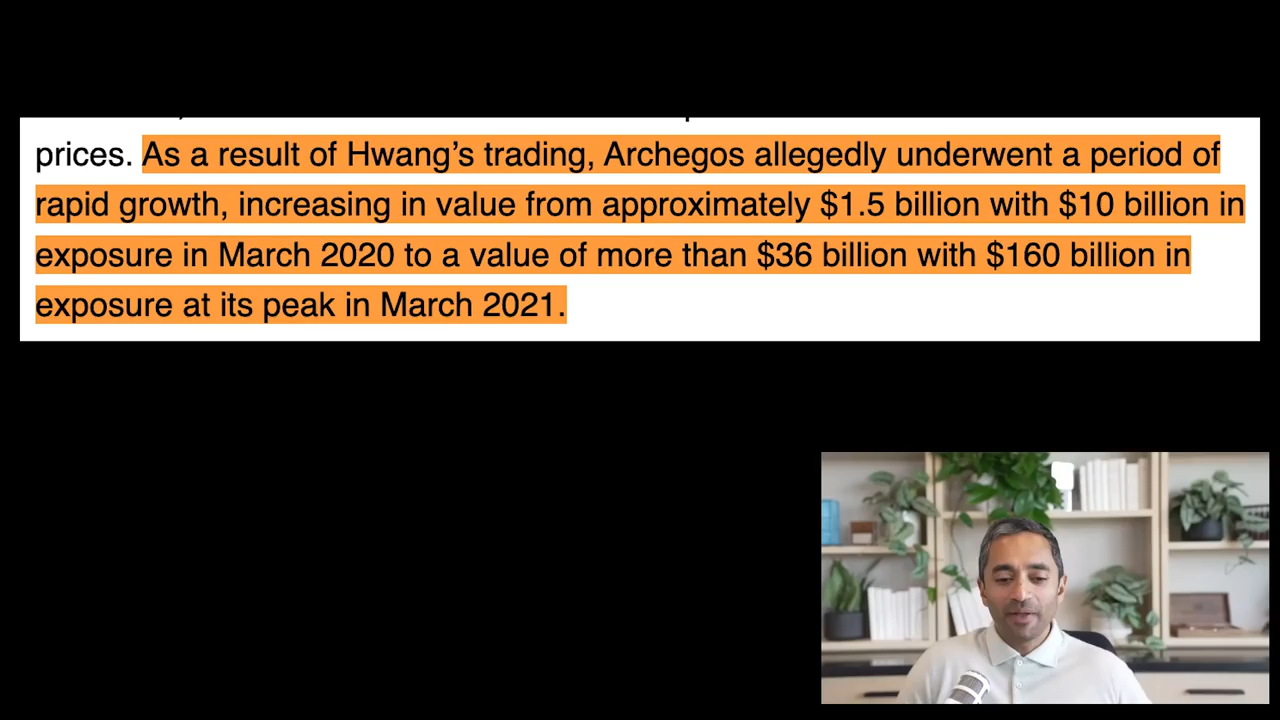 prices. As a result of Hwang’s trading, Archegos allegedly underwent a period of
rapid growth, increasing in value from approximately $1.5 billion with $10 billion in
exposure in March 2020 to a value of more than $36 billion with $160 billion in
exposure at its peak in March 2021.